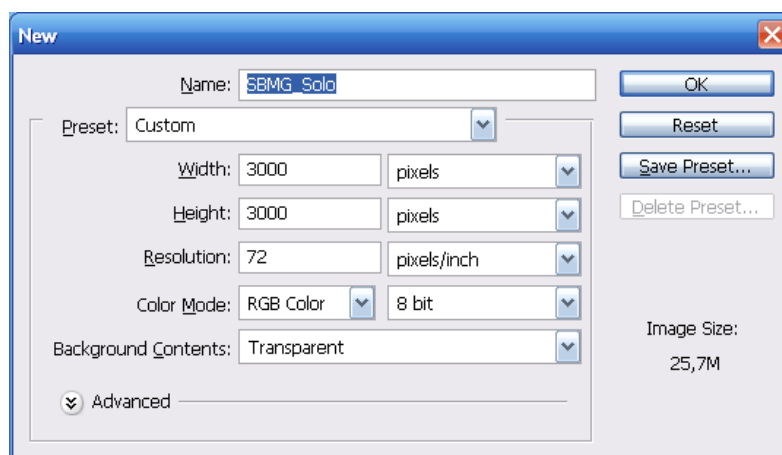 New
Name: SBMG_Solo
OK
Preset: Custom
Reset
Width: 3000 pixels
Save Preset...
Height: 3000 pixels
Delete Preset...
Resolution: 72 pixels/inch
Color Mode: RGB Color 8 bit
Image Size:
Background Contents: Transparent
25,7M
Advanced